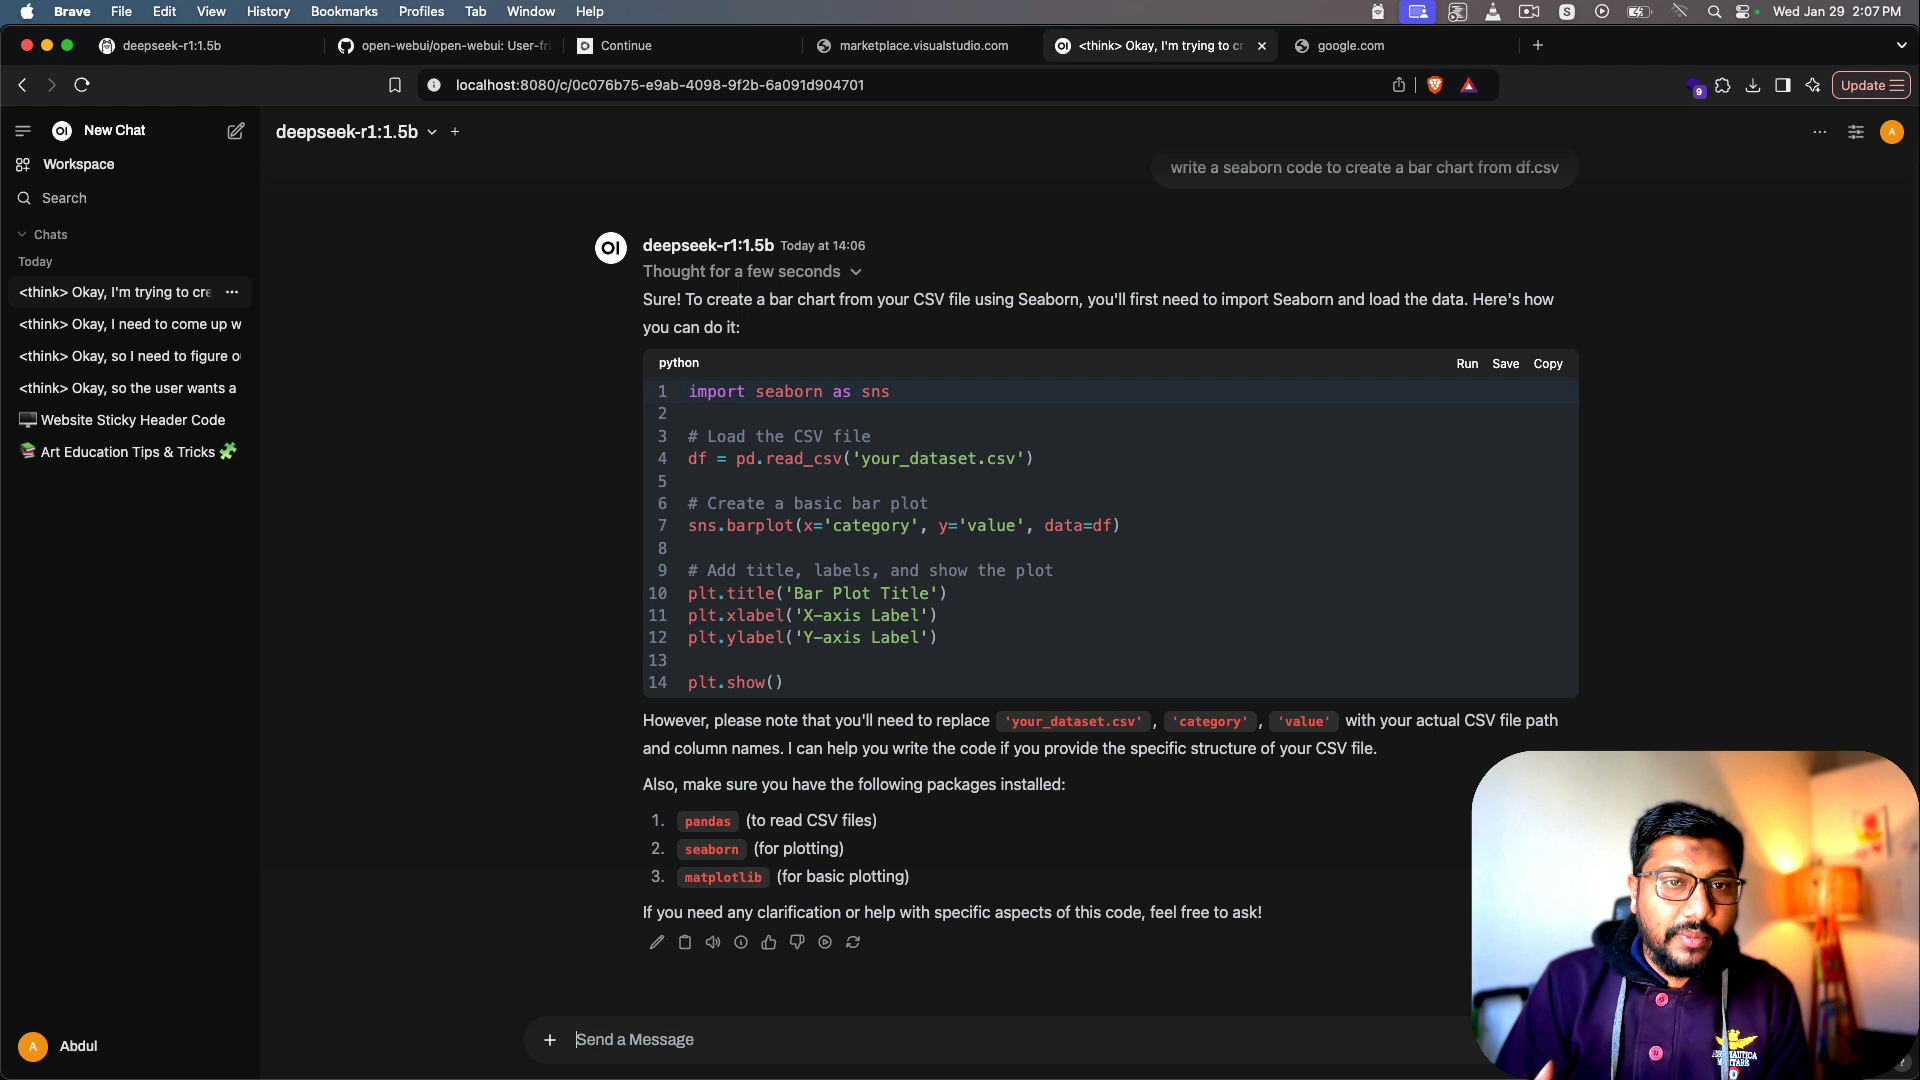 Brave File Edit View History Bookmarks Profiles Tab Window Help
S
Wed Jan 29 2:07 PM
deepseek-r1:1.5b
open-webui/open-webui: User-fri
Continue
marketplace.visualstudio.com
<think> Okay, I'm trying to cr
google.com
localhost:8080/c/0c076b75-e9ab-4098-9f2b-6a091d904701
9
Update
OI New Chat
Workspace
Search
Chats
Today
<think> Okay, I'm trying to cre
<think> Okay, I need to come up w
<think> Okay, so I need to figure o
<think> Okay, so the user wants a
Website Sticky Header Code
Art Education Tips & Tricks
A Abdul
deepseek-r1:1.5b
A
write a seaborn code to create a bar chart from df.csv
OI
deepseek-r1:1.5b Today at 14:06
Thought for a few seconds
Sure! To create a bar chart from your CSV file using Seaborn, you'll first need to import Seaborn and load the data. Here's how
you can do it:
python
Run Save Copy
1 import seaborn as sns
2
3 # Load the CSV file
4 df = pd.read_csv('your_dataset.csv')
5
6 # Create a basic bar plot
7 sns.barplot(x='category', y='value', data=df)
8
9 # Add title, labels, and show the plot
10 plt.title('Bar Plot Title')
11 plt.xlabel('X-axis Label')
12 plt.ylabel('Y-axis Label')
13
14 plt.show()
However, please note that you'll need to replace 'your_dataset.csv', 'category', 'value' with your actual CSV file path
and column names. I can help you write the code if you provide the specific structure of your CSV file.
Also, make sure you have the following packages installed:
1. pandas (to read CSV files)
2. seaborn (for plotting)
3. matplotlib (for basic plotting)
If you need any clarification or help with specific aspects of this code, feel free to ask!
Send a Message